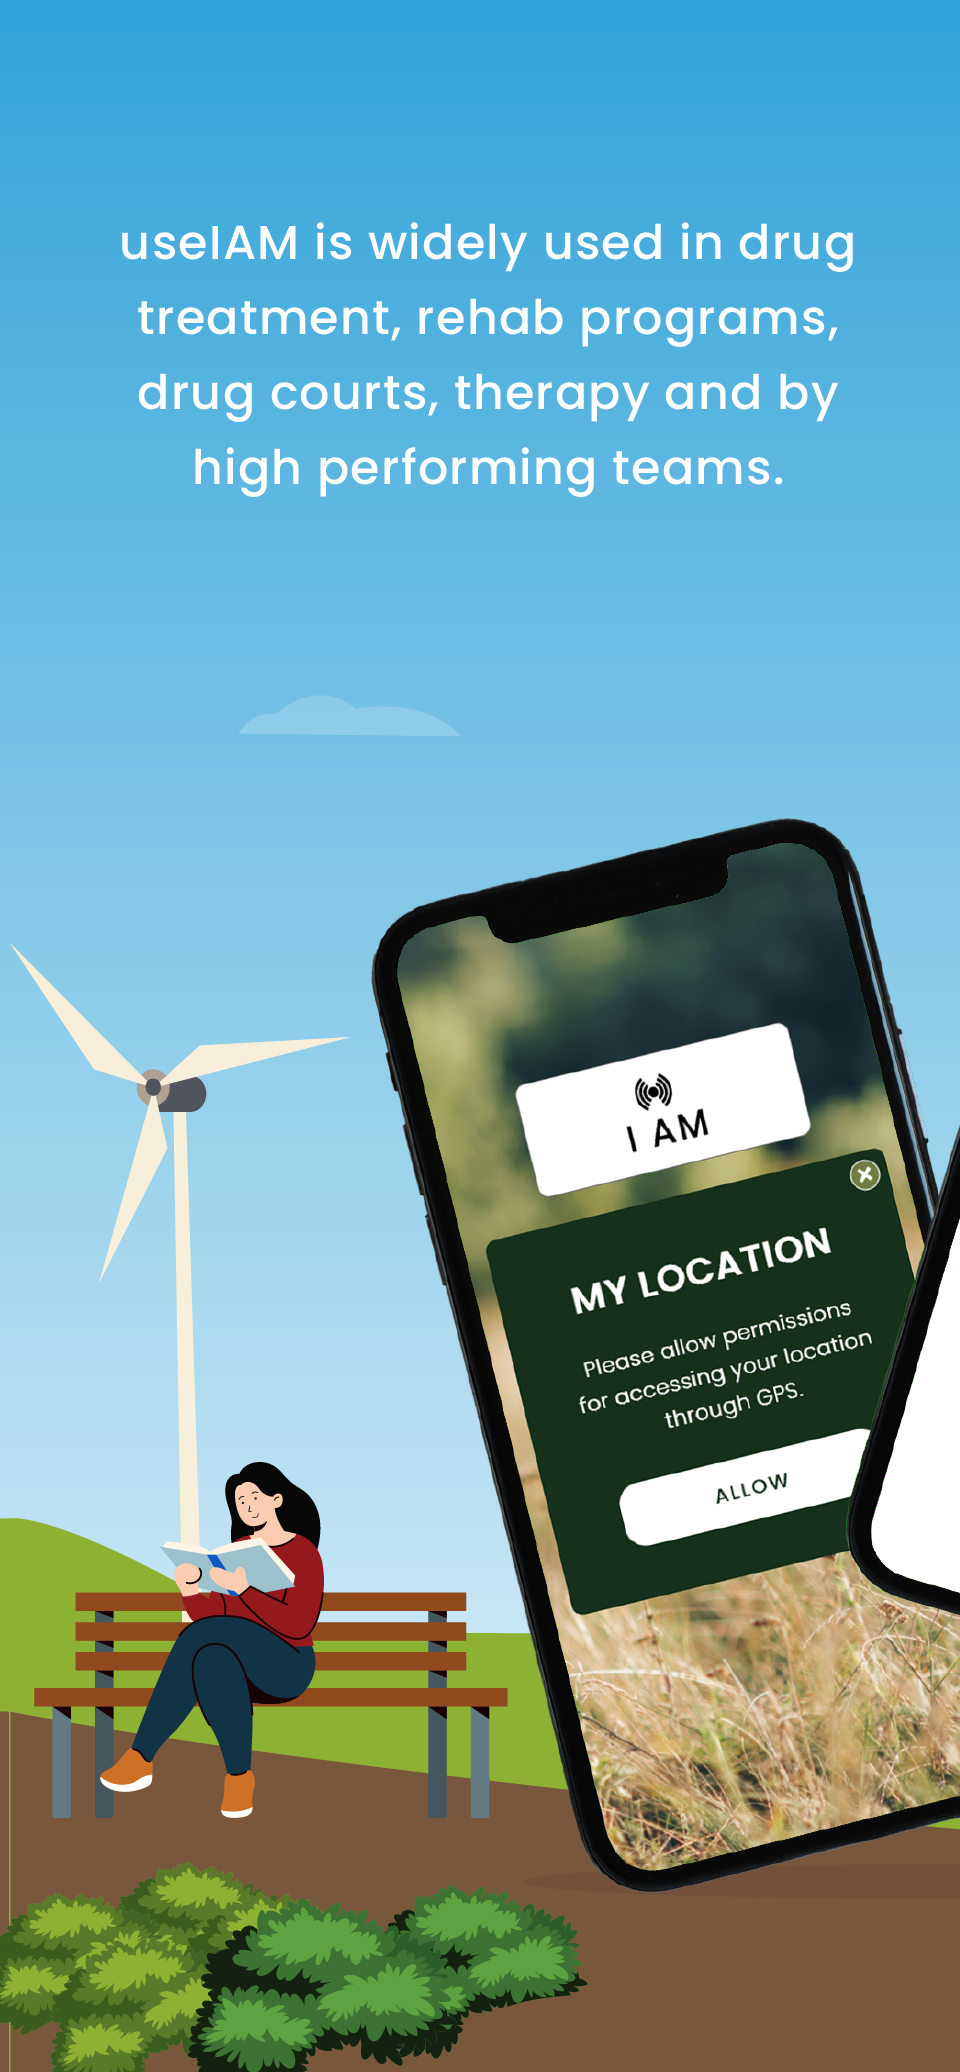 useIAM is widely used in drug
treatment, rehab programs,
drug courts, therapy and by
high performing teams.
I AM
MY LOCATION
Please allow permissions
for accessing your location
through GPS.
ALLOW